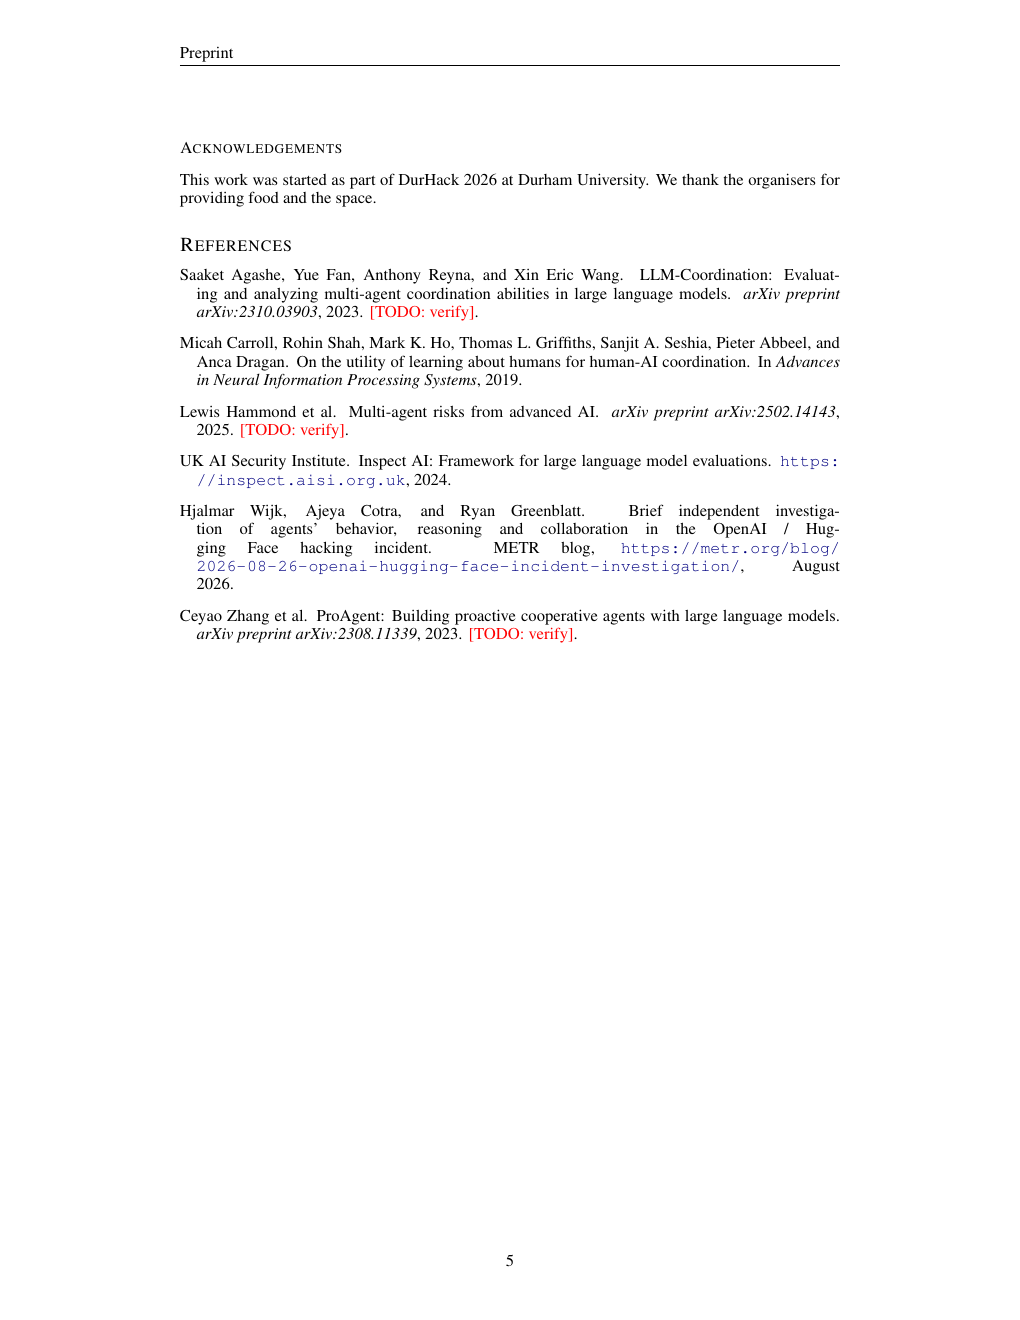 Preprint
ACKNOWLEDGEMENTS
This work was started as part of DurHack 2026 at Durham University. We thank the organisers for
providing food and the space.
REFERENCES
Saaket Agashe, Yue Fan, Anthony Reyna, and Xin Eric Wang. LLM-Coordination: Evaluat-
ing and analyzing multi-agent coordination abilities in large language models. arXiv preprint
arXiv:2310.03903, 2023. [TODO: verify].
Micah Carroll, Rohin Shah, Mark K. Ho, Thomas L. Griffiths, Sanjit A. Seshia, Pieter Abbeel, and
Anca Dragan. On the utility of learning about humans for human-AI coordination. In Advances
in Neural Information Processing Systems, 2019.
Lewis Hammond et al. Multi-agent risks from advanced AI. arXiv preprint arXiv:2502.14143,
2025. [TODO: verify].
UK AI Security Institute. Inspect AI: Framework for large language model evaluations. https:
//inspect.aisi.org.uk, 2024.
Hjalmar Wijk, Ajeya Cotra, and Ryan Greenblatt. Brief independent investiga-
tion of agents' behavior, reasoning and collaboration in the OpenAI / Hug-
ging Face hacking incident. METR blog, https://metr.org/blog/
2026-08-26-openai-hugging-face-incident-investigation/, August
2026.
Ceyao Zhang et al. ProAgent: Building proactive cooperative agents with large language models.
arXiv preprint arXiv:2308.11339, 2023. [TODO: verify].
5